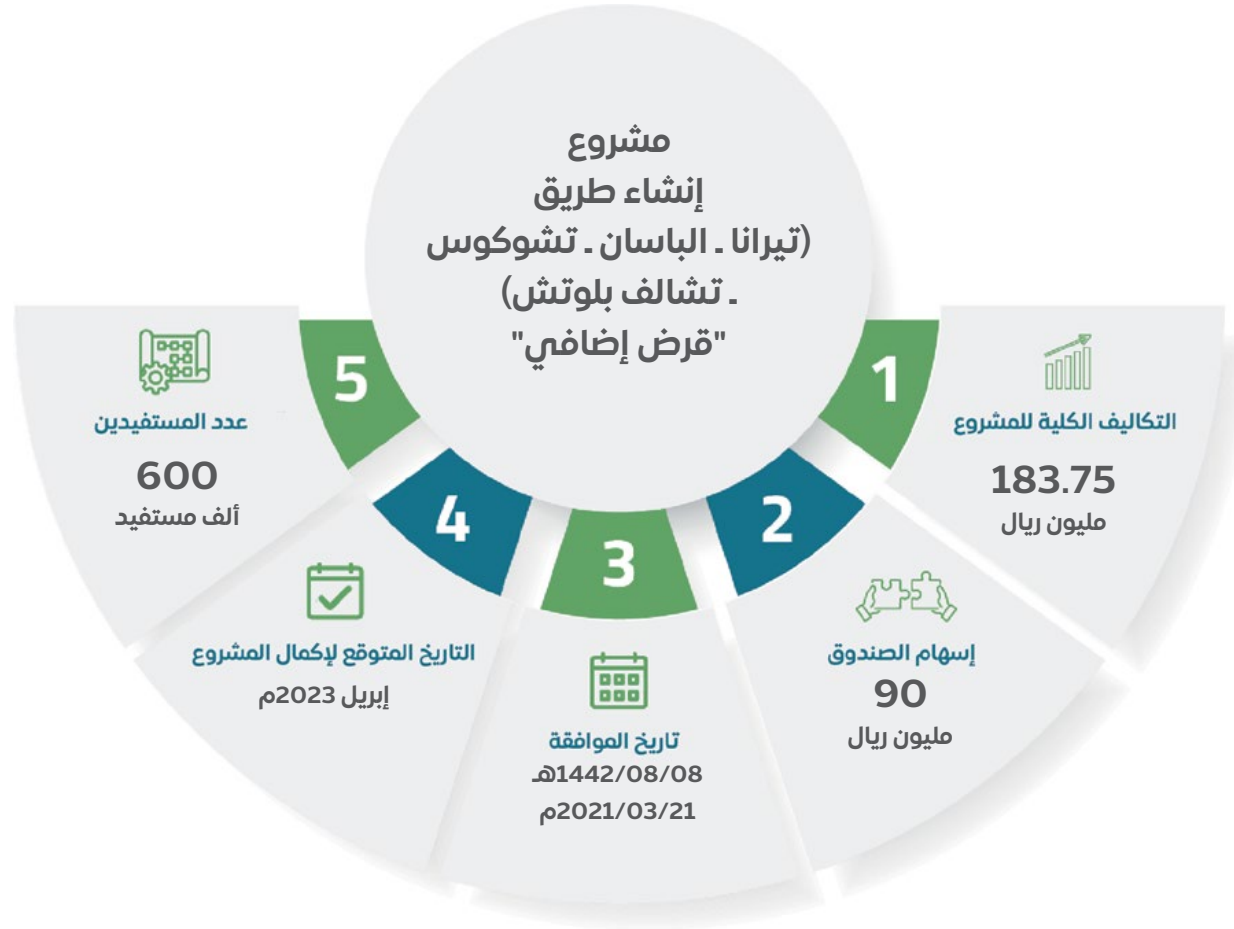 مشروع
إنشاء طريق
(تيرانا ـ الباسان ـ تشوكوس
ـ تشالف بلوتش)
"قرض إضافي"
1
التكاليف الكلية للمشروع
183.75
مليون ريال
2
إسهام الصندوق
90
مليون ريال
3
تاريخ الموافقة
1442/08/08هـ
2021/03/21م
4
التاريخ المتوقع لإكمال المشروع
إبريل 2023م
5
عدد المستفيدين
600
ألف مستفيد